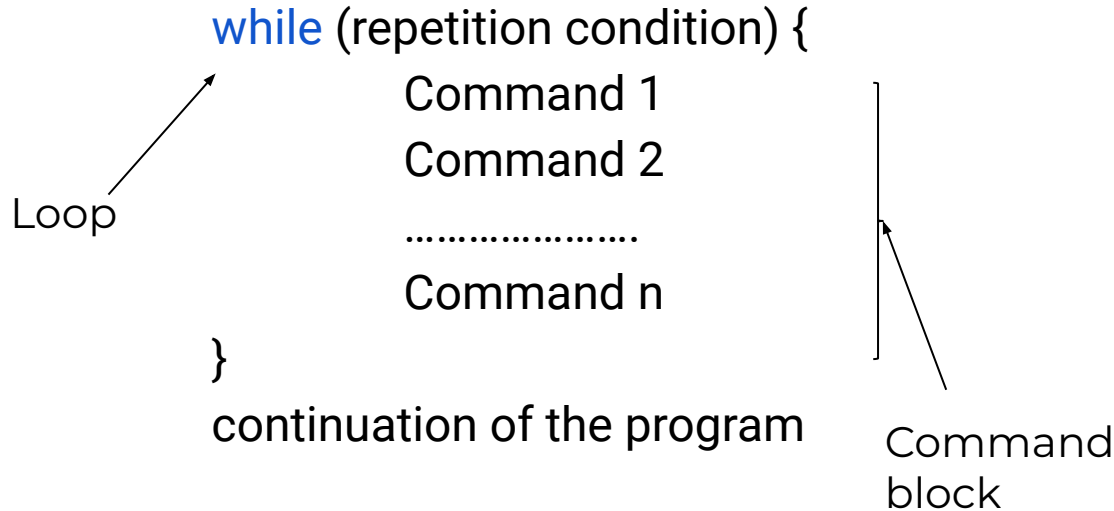 while (repetition condition) {
Command 1
Command 2
………………….
Command n
}
continuation of the program
Loop
Command
block